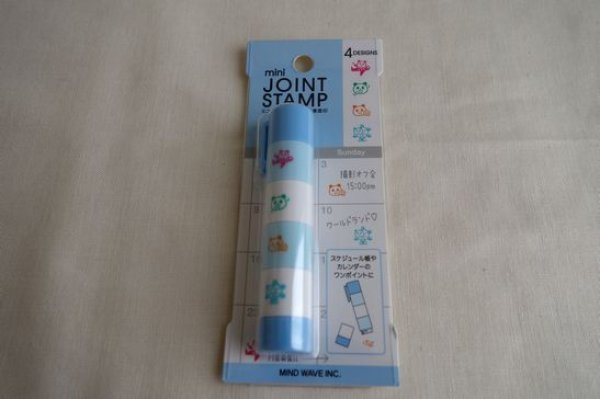 4 DESIGNS
mini
JOINT
STAMP
Sunday
3
撮影オフ会
15:00pm
10
ワールドランド♡
スケジュール帳や
カレンダーの
ワンポイントに
MIND WAVE INC.